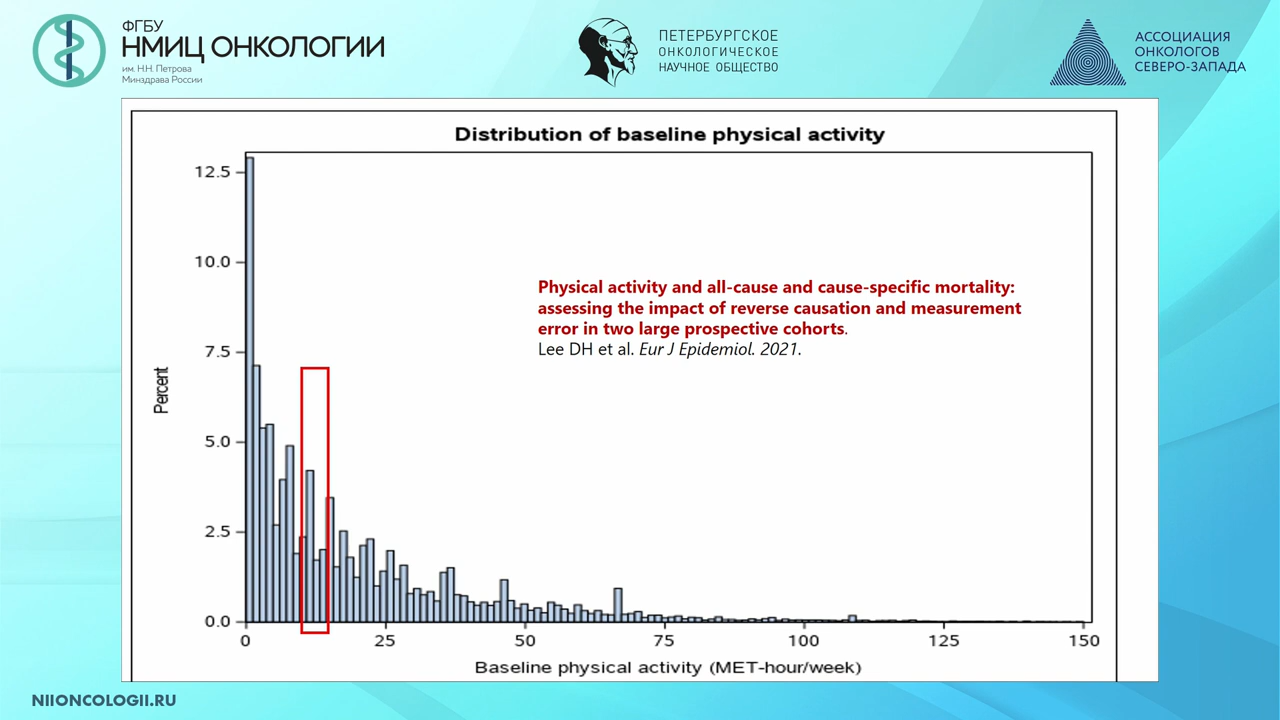 ФГБУ
НМИЦ ОНКОЛОГИИ
им. Н.Н. Петрова
Минздрава России
ПЕТЕРБУРГСКОЕ
ОНКОЛОГИЧЕСКОЕ
НАУЧНОЕ ОБЩЕСТВО
АССОЦИАЦИЯ
ОНКОЛОГОВ
СЕВЕРО-ЗАПАДА
Distribution of baseline physical activity
12.5
10.0
7.5
5.0
2.5
0.0
Percent
Physical activity and all-cause and cause-specific mortality:
assessing the impact of reverse causation and measurement
error in two large prospective cohorts.
Lee DH et al. Eur J Epidemiol. 2021.
0 25 50 75 100 125 150
Baseline physical activity (MET-hour/week)
NIIONCOLOGII.RU